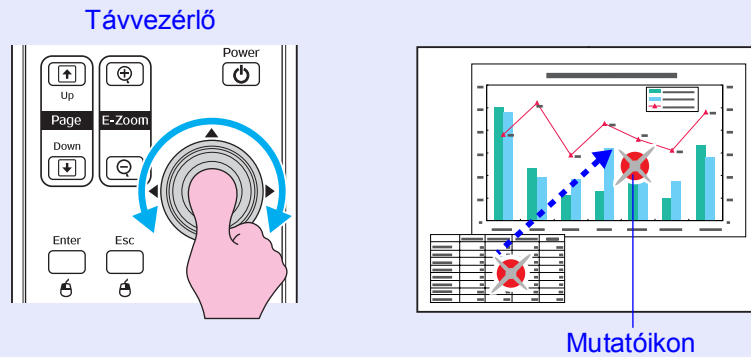 Távvezérlő
Power
Up
Page
E-Zoom
Down
Enter
Esc
Mutatóikon